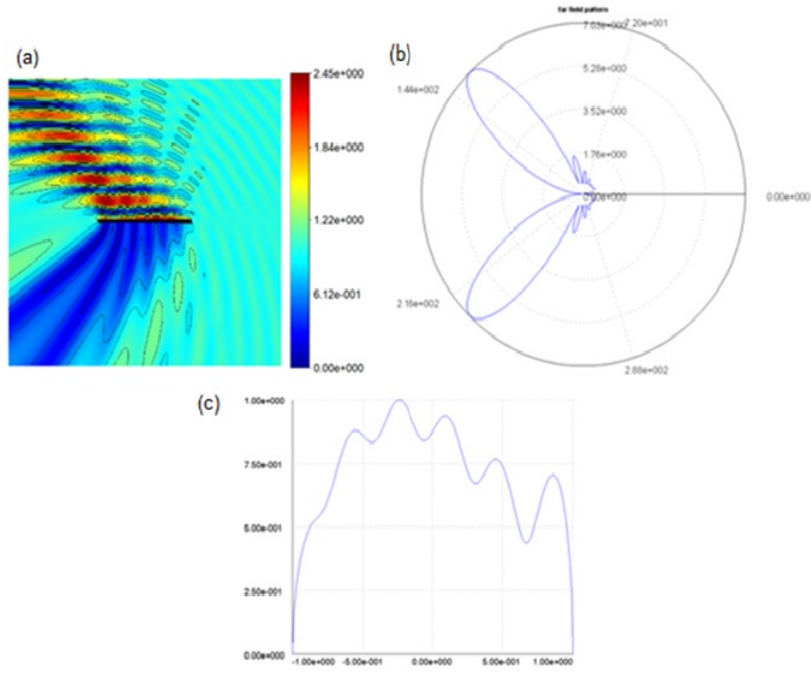 far field pattern
(a)
(b)
2.45e+000
1.84e+000
1.22e+000
6.12e-001
0.00e+000
7.03e+000
7.20e+001
5.28e+000
3.52e+000
1.76e+000
1.44e+002
0.00e+000
0.00e+000
2.16e+002
2.88e+002
(c)
1.00e+000
7.50e-001
5.00e-001
2.50e-001
0.00e+000
-1.00e+000
-5.00e-001
0.00e+000
5.00e-001
1.00e+000